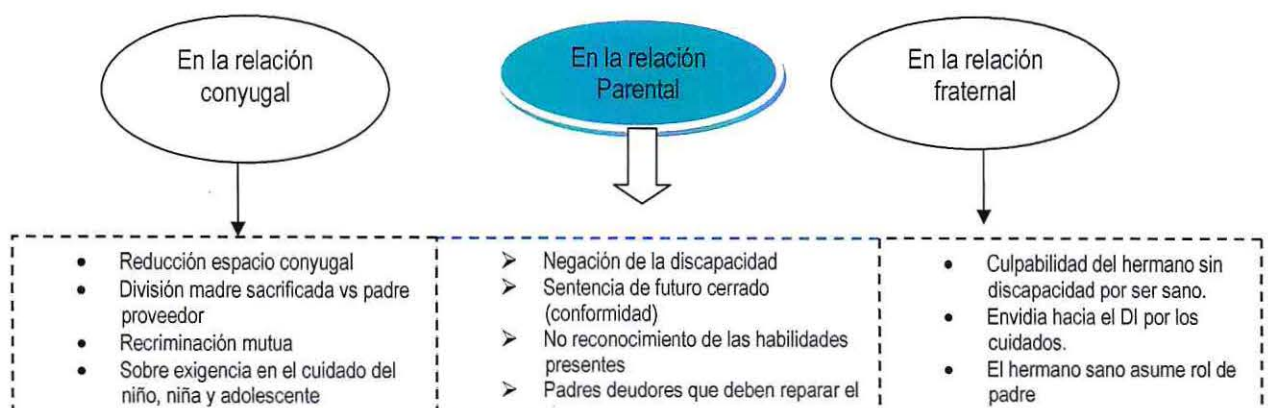 En la relación
conyugal
En la relación
Parental
En la relación
fraternal
• Reducción espacio conyugal
• División madre sacrificada vs padre
proveedor
• Recriminación mutua
• Sobre exigencia en el cuidado del
niño, niña y adolescente
➢ Negación de la discapacidad
➢ Sentencia de futuro cerrado
(conformidad)
➢ No reconocimiento de las habilidades
presentes
➢ Padres deudores que deben reparar el
• Culpabilidad del hermano sin
discapacidad por ser sano.
• Envidia hacia el DI por los
cuidados.
• El hermano sano asume rol de
padre